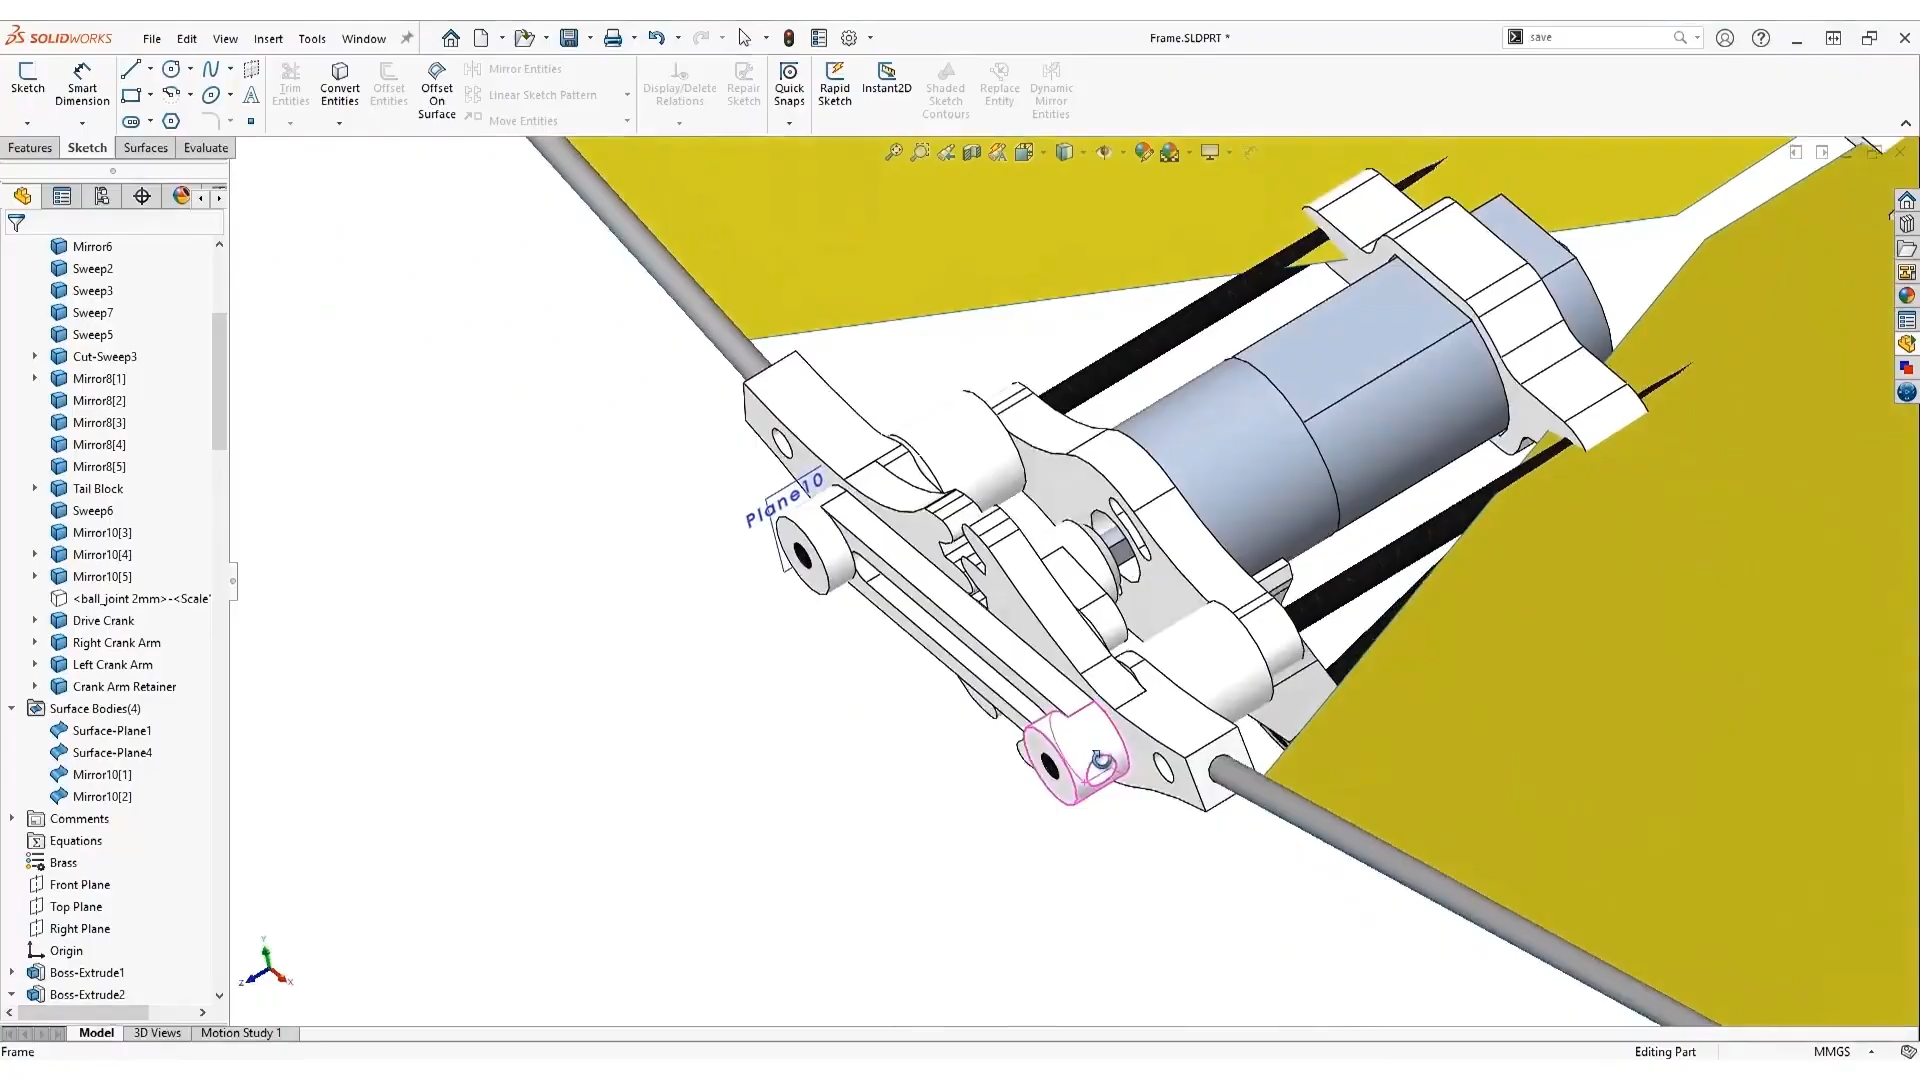 SOLIDWORKS File Edit View Insert Tools Window Frame.SLDPRT * save
Sketch Smart Dimension Trim Entities Convert Entities Offset Entities Offset On Surface Mirror Entities Linear Sketch Pattern Move Entities Display/Delete Relations Repair Sketch Quick Snaps Rapid Sketch Instant2D Shaded Sketch Contours Replace Entity Dynamic Mirror Entities
Features Sketch Surfaces Evaluate
Mirror6
Sweep2
Sweep3
Sweep7
Sweep5
Cut-Sweep3
Mirror8[1]
Mirror8[2]
Mirror8[3]
Mirror8[4]
Mirror8[5]
Tail Block
Sweep6
Mirror10[3]
Mirror10[4]
Mirror10[5]
<ball_joint 2mm>-<Scale'
Drive Crank
Right Crank Arm
Left Crank Arm
Crank Arm Retainer
Surface Bodies(4)
Surface-Plane1
Surface-Plane4
Mirror10[1]
Mirror10[2]
Comments
Equations
Brass
Front Plane
Top Plane
Right Plane
Origin
Boss-Extrude1
Boss-Extrude2
Plane10
Y
Z
X
Model 3D Views Motion Study 1
Frame Editing Part MMGS